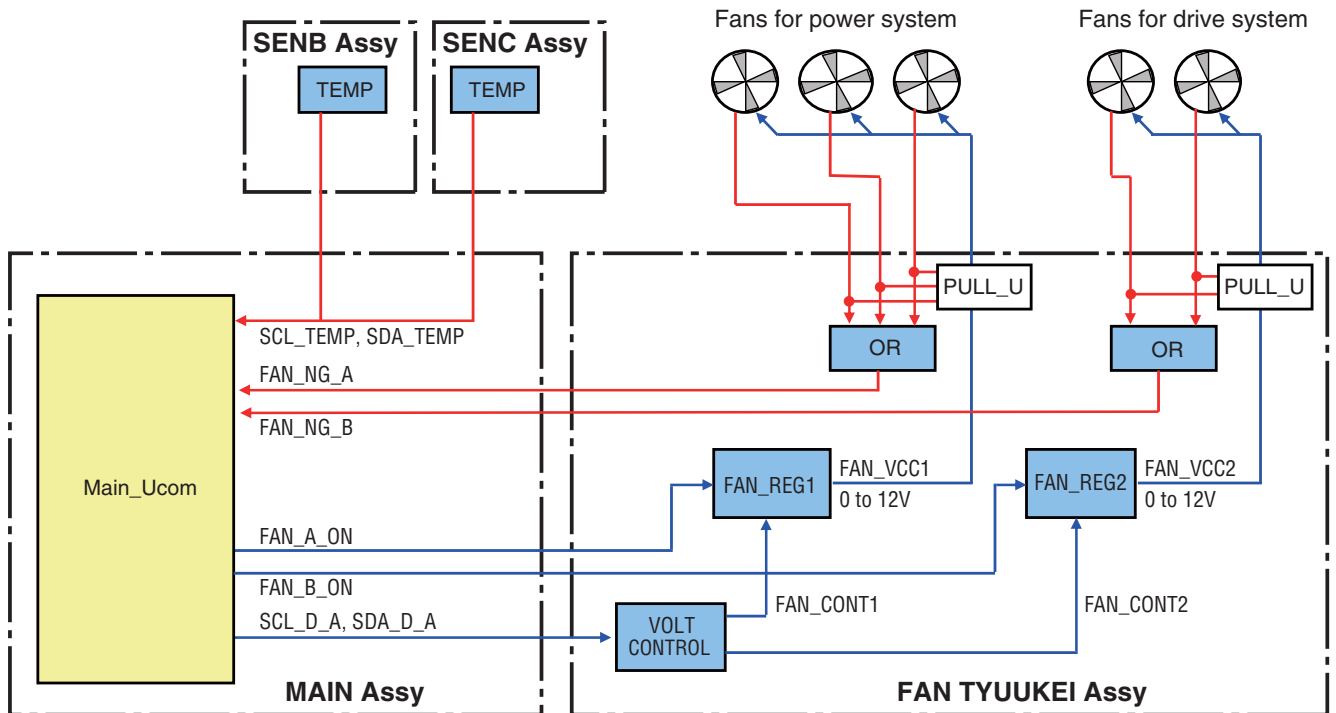 Fans for power system
Fans for drive system
SENB Assy
SENC Assy
TEMP
TEMP
PULL_U
PULL_U
SCL_TEMP, SDA_TEMP
OR
OR
FAN_NG_A
FAN_NG_B
Main_Ucom
FAN_REG1
FAN_VCC1
0 to 12V
FAN_REG2
FAN_VCC2
0 to 12V
FAN_A_ON
FAN_B_ON
SCL_D_A, SDA_D_A
VOLT
CONTROL
FAN_CONT1
FAN_CONT2
MAIN Assy
FAN TYUUKEI Assy